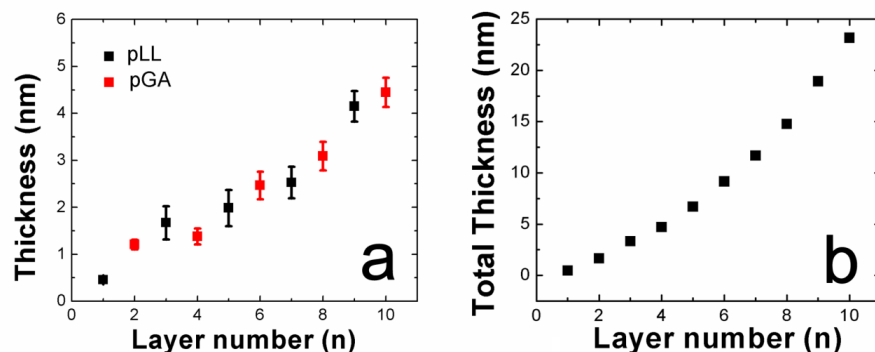 6
5
4
3
2
1
0
0 2 4 6 8 10
Thickness (nm)
Layer number (n)
pLL
pGA
a
25
20
15
10
5
0
0 2 4 6 8 10
Total Thickness (nm)
Layer number (n)
b